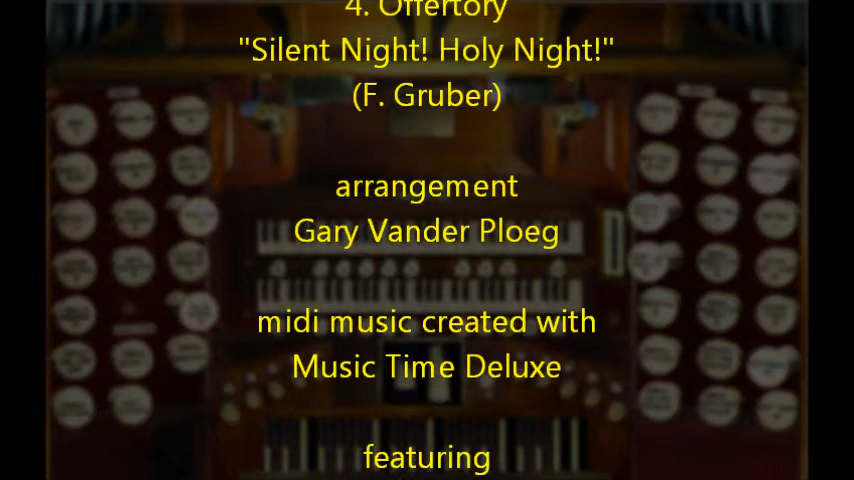 4. Offertory
"Silent Night! Holy Night!"
(F. Gruber)
arrangement
Gary Vander Ploeg
midi music created with
Music Time Deluxe
featuring